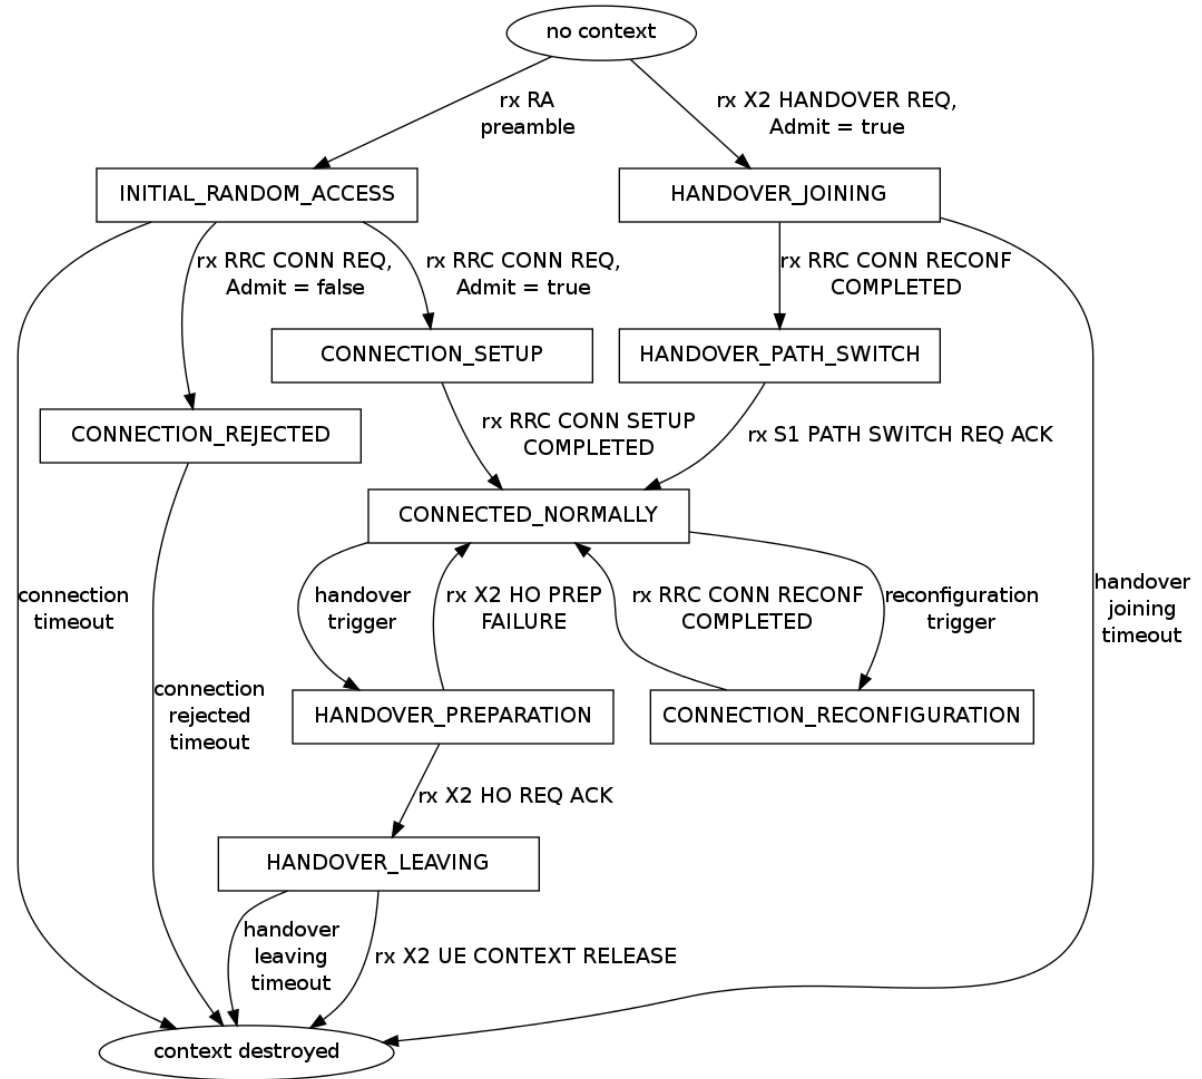 no context
rx RA
preamble
rx X2 HANDOVER REQ,
Admit = true
INITIAL_RANDOM_ACCESS
HANDOVER_JOINING
rx RRC CONN REQ,
Admit = false
rx RRC CONN REQ,
Admit = true
rx RRC CONN RECONF
COMPLETED
CONNECTION_SETUP
HANDOVER_PATH_SWITCH
CONNECTION_REJECTED
rx RRC CONN SETUP
COMPLETED
rx S1 PATH SWITCH REQ ACK
CONNECTED_NORMALLY
connection
timeout
handover
trigger
rx X2 HO PREP
FAILURE
rx RRC CONN RECONF
COMPLETED
reconfiguration
trigger
handover
joining
timeout
connection
rejected
timeout
HANDOVER_PREPARATION
CONNECTION_RECONFIGURATION
rx X2 HO REQ ACK
HANDOVER_LEAVING
handover
leaving
timeout
rx X2 UE CONTEXT RELEASE
context destroyed